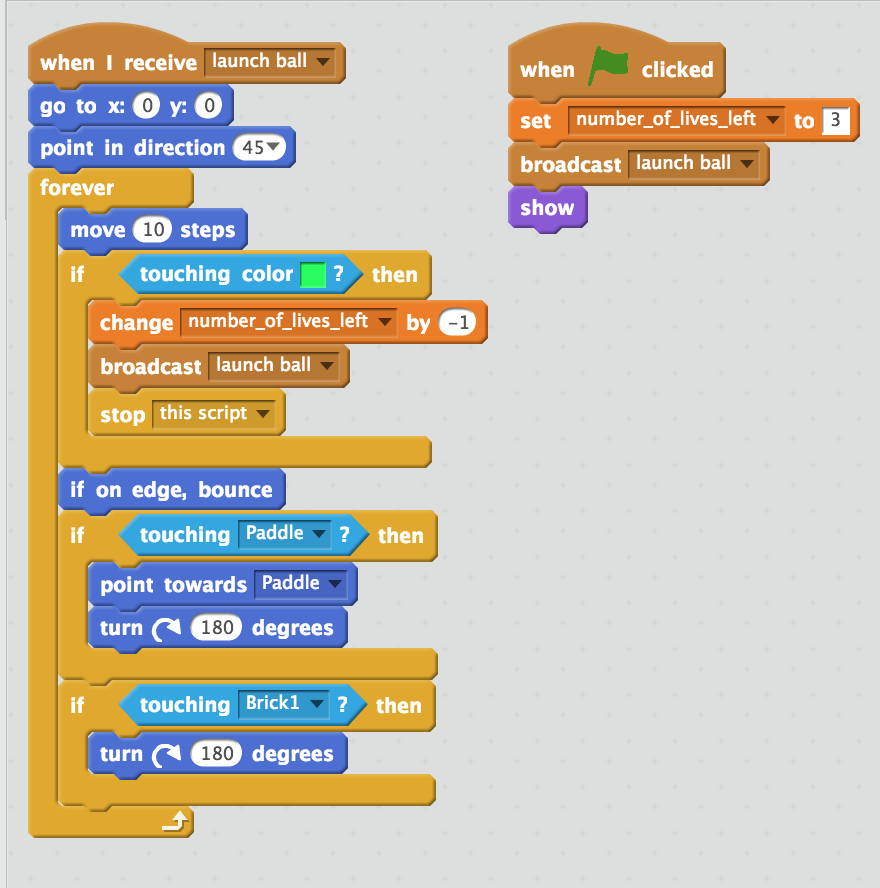 when I receive launch ball
go to x: 0 y: 0
point in direction 45
forever
move 10 steps
if touching color ? then
change number_of_lives_left by -1
broadcast launch ball
stop this script
if on edge, bounce
if touching Paddle ? then
point towards Paddle
turn 180 degrees
if touching Brick1 ? then
turn 180 degrees
when clicked
set number_of_lives_left to 3
broadcast launch ball
show